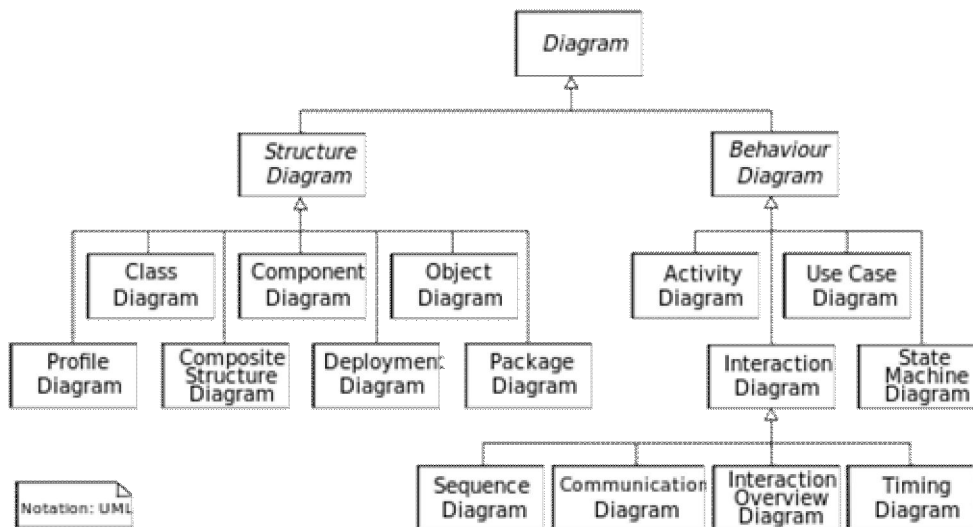 Diagram
Structure
Diagram
Behaviour
Diagram
Class
Diagram
Component
Diagram
Object
Diagram
Activity
Diagram
Use Case
Diagram
Profile
Diagram
Composite
Structure
Diagram
Deployment
Diagram
Package
Diagram
Interaction
Diagram
State
Machine
Diagram
Sequence
Diagram
Communication
Diagram
Interaction
Overview
Diagram
Timing
Diagram
Notation: UML